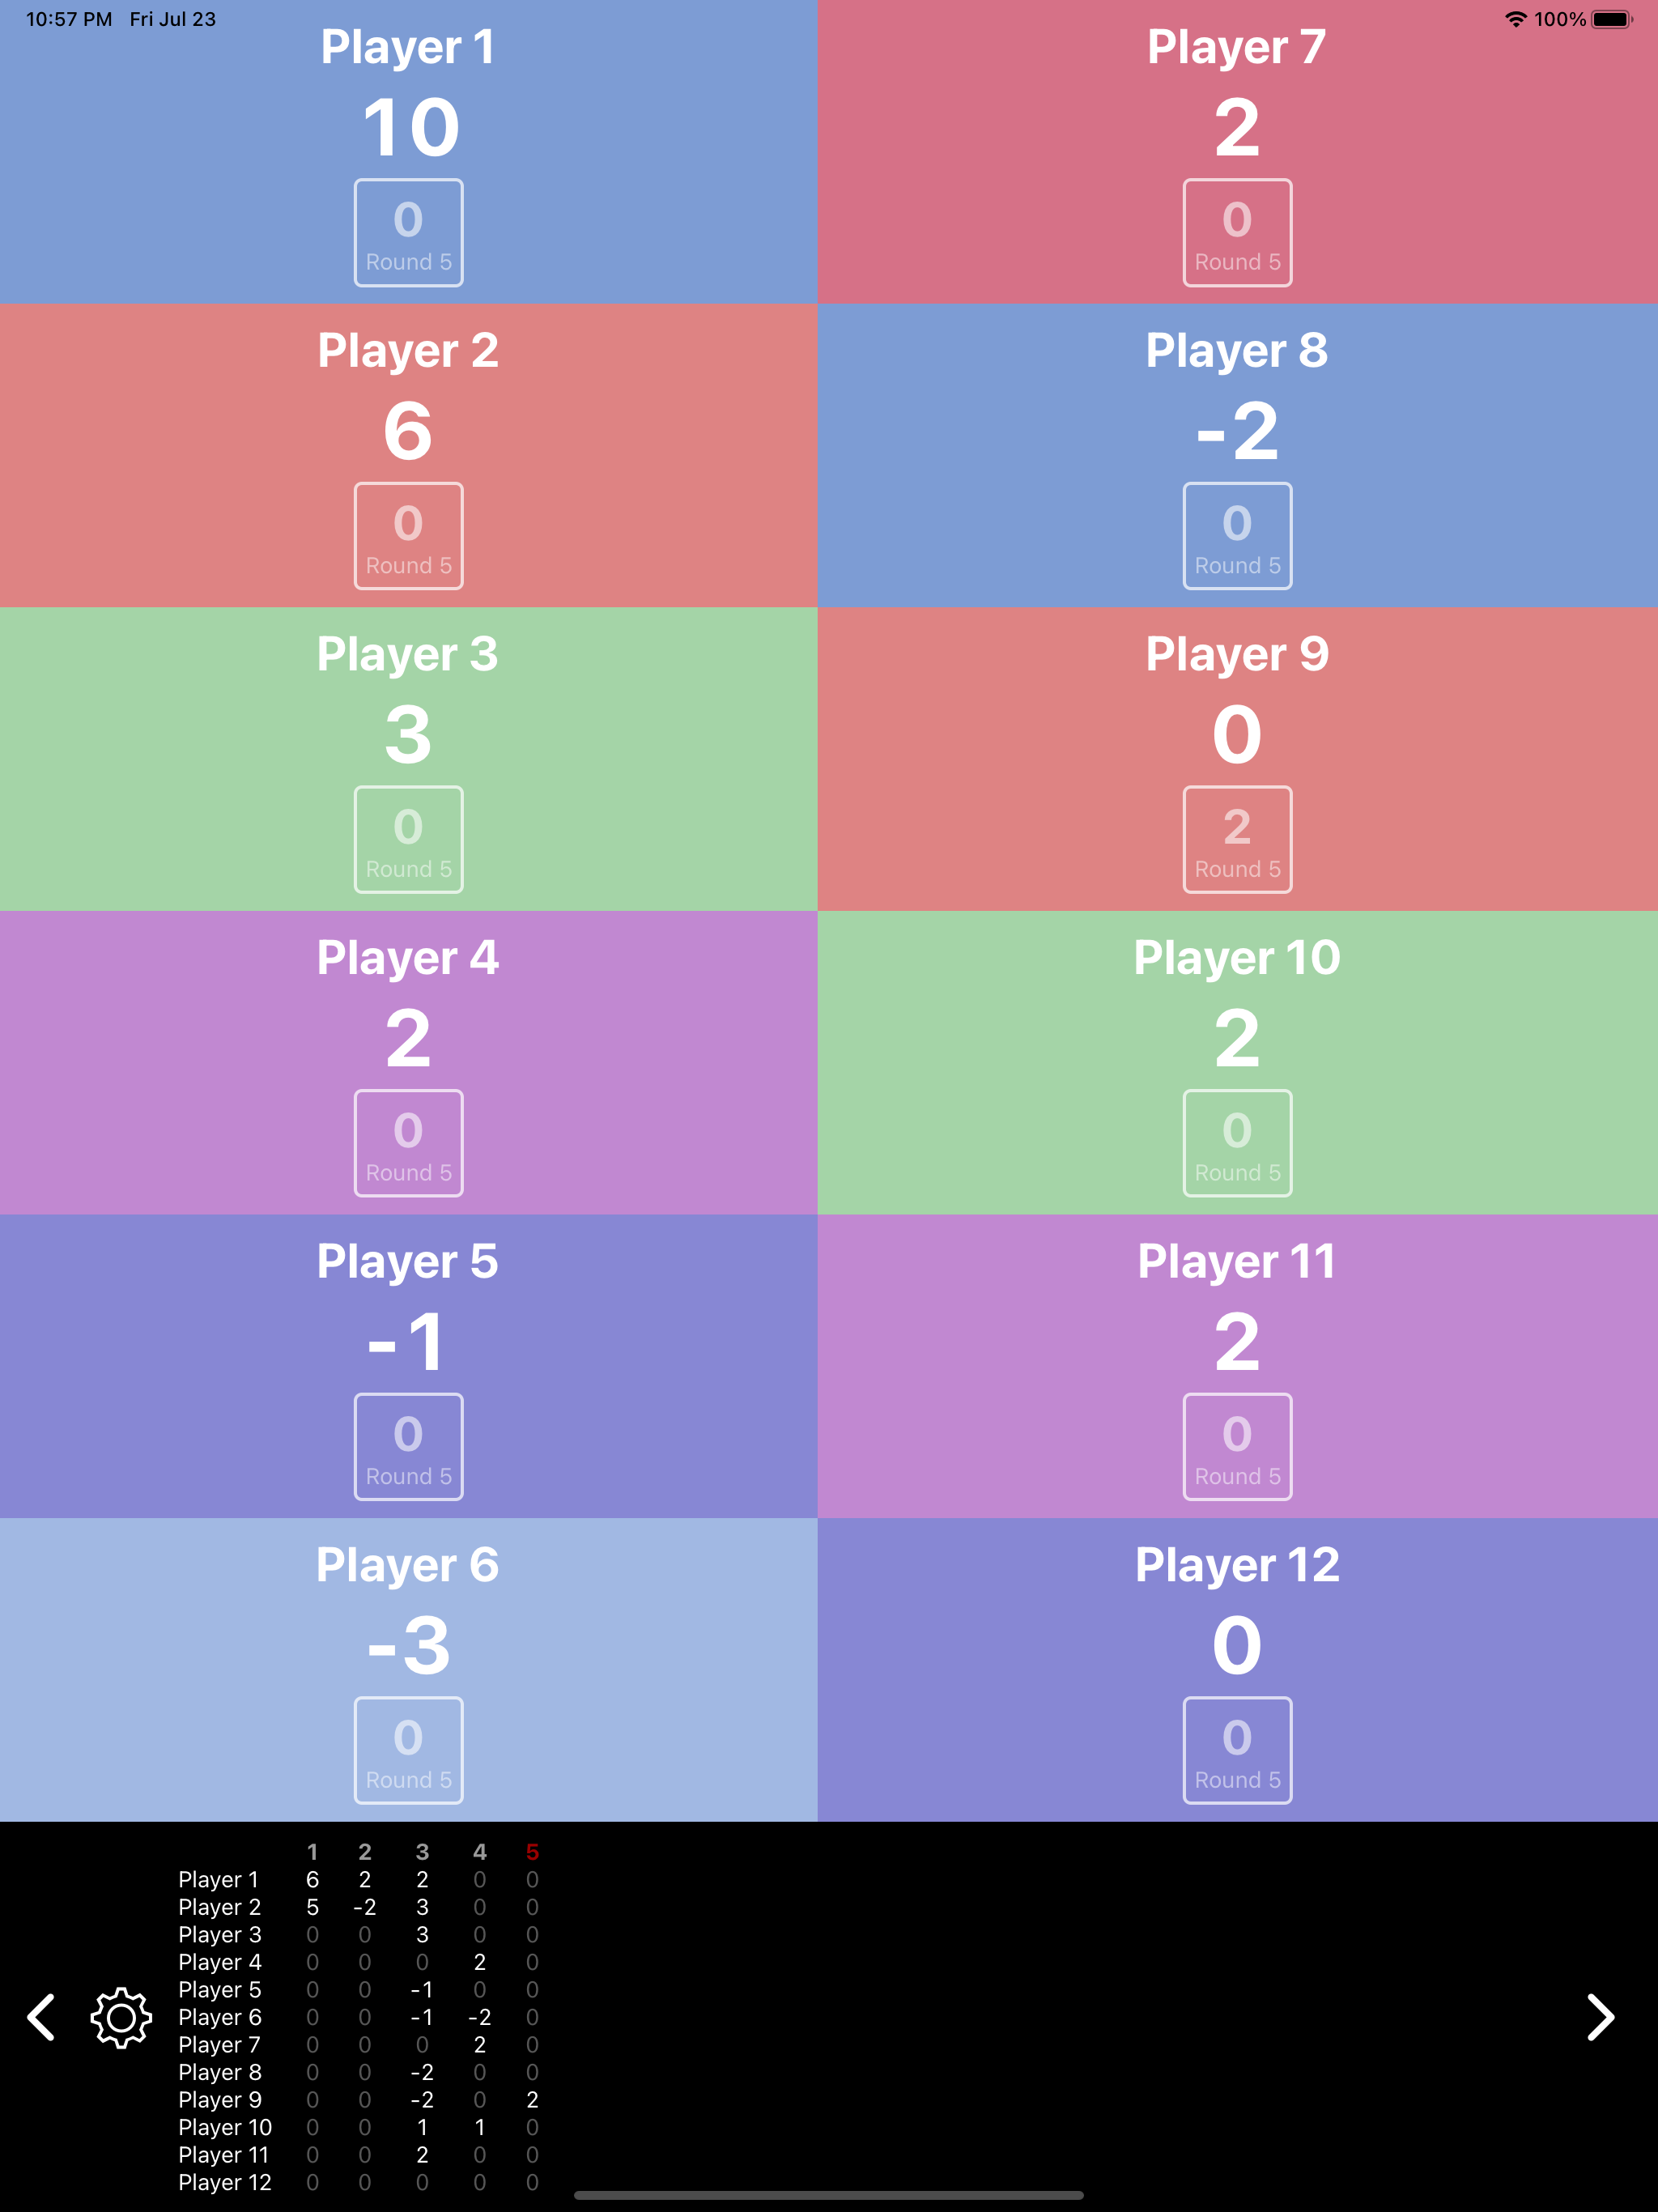 10:57 PM Fri Jul 23
100%
Player 1
10
0
Round 5
Player 7
2
0
Round 5
Player 2
6
0
Round 5
Player 8
-2
0
Round 5
Player 3
3
0
Round 5
Player 9
0
2
Round 5
Player 4
2
0
Round 5
Player 10
2
0
Round 5
Player 5
-1
0
Round 5
Player 11
2
0
Round 5
Player 6
-3
0
Round 5
Player 12
0
0
Round 5
1 2 3 4 5
Player 1 6 2 2 0 0
Player 2 5 -2 3 0 0
Player 3 0 0 3 0 0
Player 4 0 0 0 2 0
Player 5 0 0 -1 0 0
Player 6 0 0 -1 -2 0
Player 7 0 0 0 2 0
Player 8 0 0 -2 0 0
Player 9 0 0 -2 0 2
Player 10 0 0 1 1 0
Player 11 0 0 2 0 0
Player 12 0 0 0 0 0